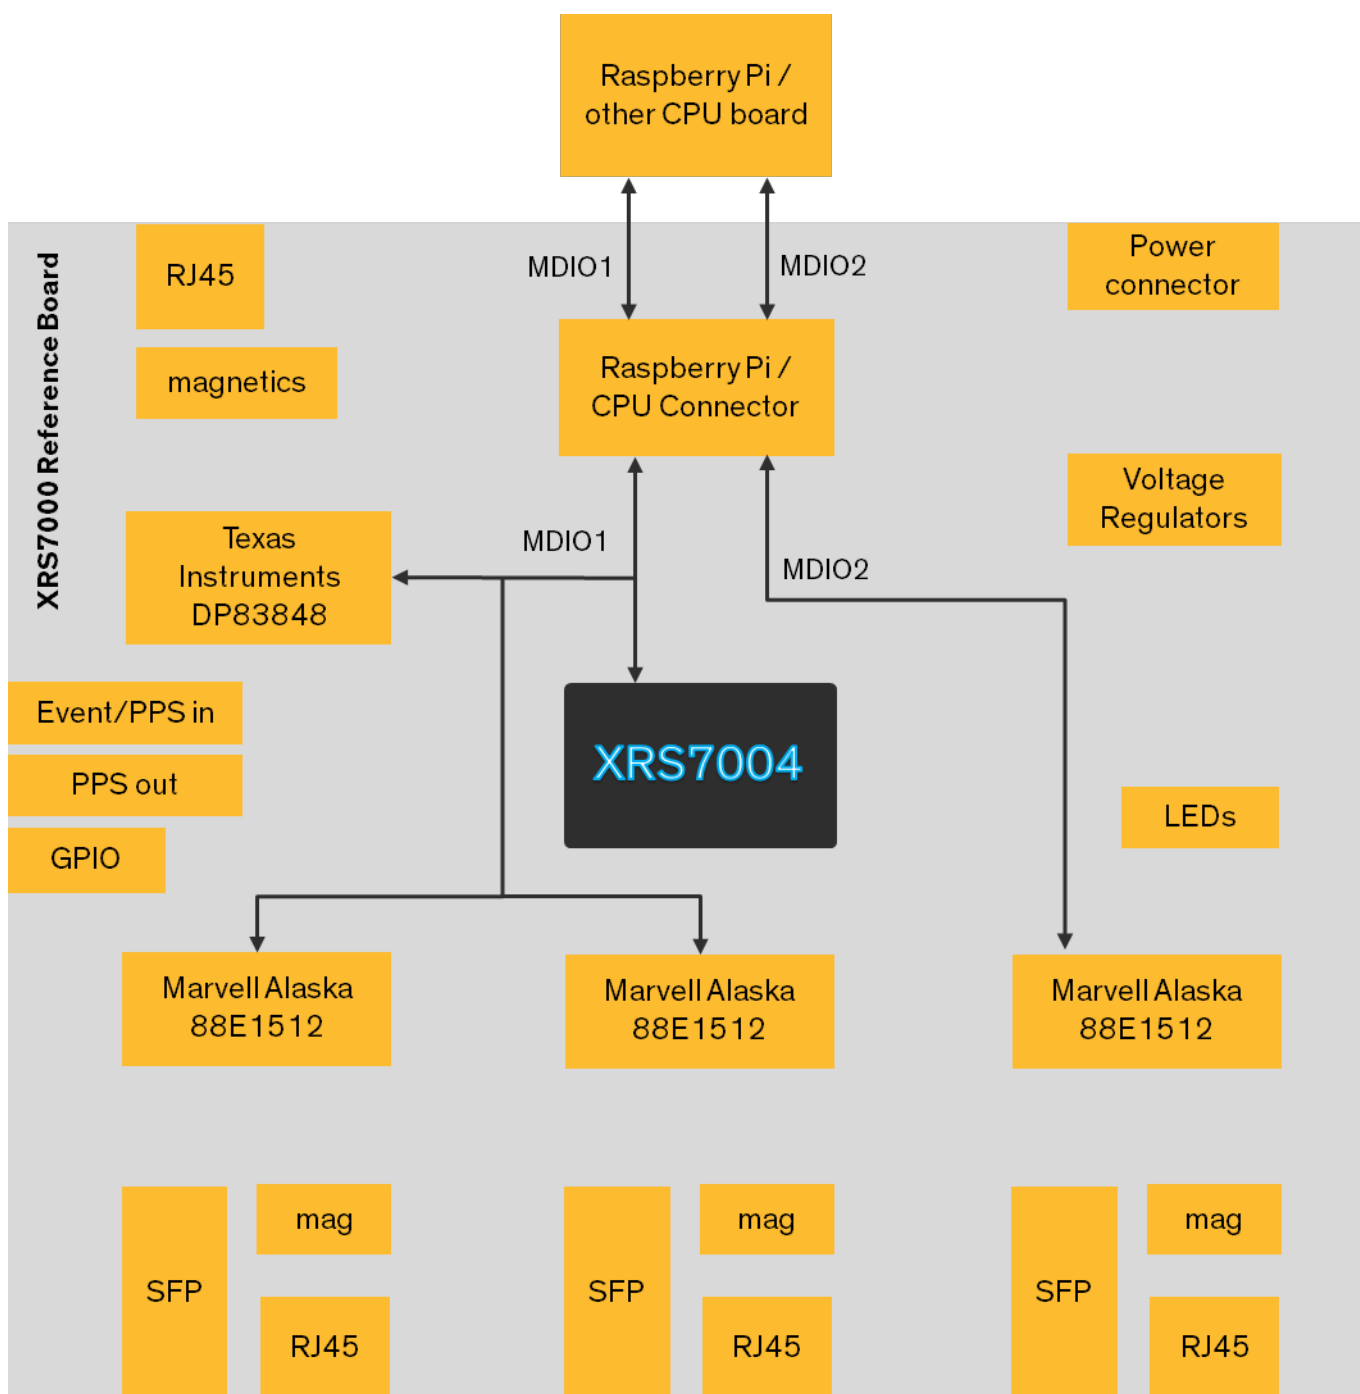 Raspberry Pi /
other CPU board
XRS7000 Reference Board
RJ45
MDIO1
MDIO2
Power
connector
magnetics
Raspberry Pi /
CPU Connector
Voltage
Regulators
Texas
Instruments
DP83848
MDIO1
MDIO2
Event/PPS in
PPS out
GPIO
XRS7004
LEDs
Marvell Alaska
88E1512
Marvell Alaska
88E1512
Marvell Alaska
88E1512
SFP
mag
RJ45
SFP
mag
RJ45
SFP
mag
RJ45